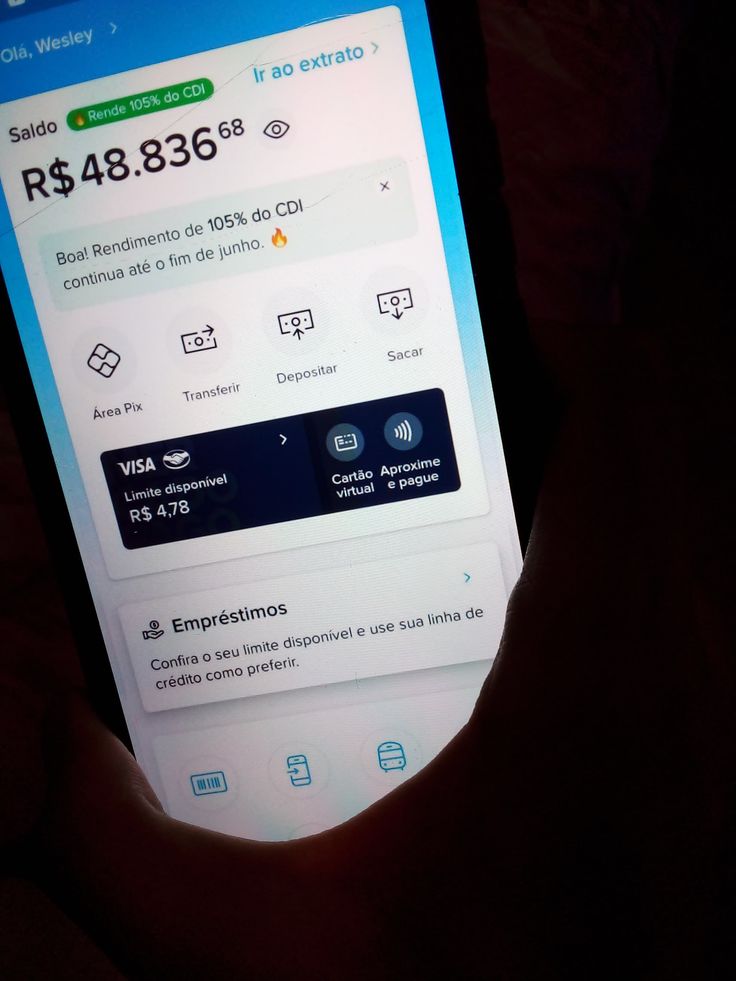 Olá, Wesley
Ir ao extrato
Saldo
Rende 105% do CDI
R$ 48.836 68
Boa! Rendimento de 105% do CDI
continua até o fim de junho. 🔥
Área Pix
Transferir
Depositar
Sacar
VISA
Limite disponível
R$ 4,78
Cartão
virtual
Aproxime
e pague
Empréstimos
Confira o seu limite disponível e use sua linha de
crédito como preferir.